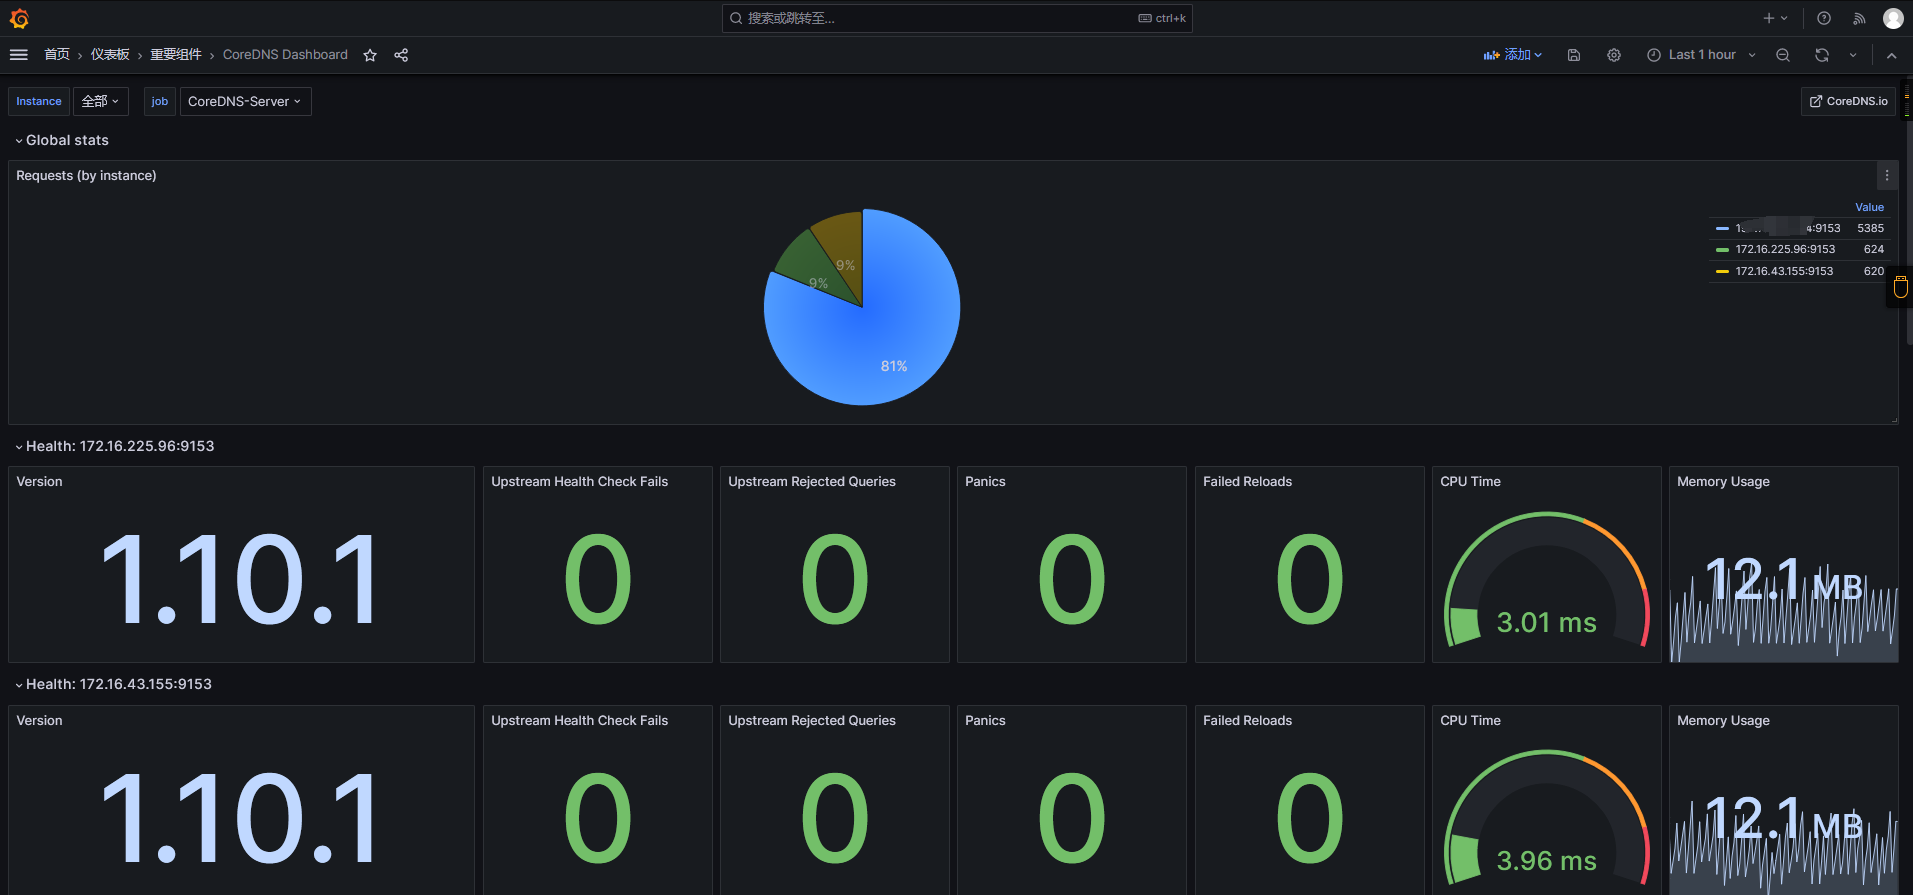 搜索或跳转至...
ctrl+k
首页 › 仪表板 › 重要组件 › CoreDNS Dashboard
添加
Last 1 hour
Instance 全部 job CoreDNS-Server
CoreDNS.io
Global stats
Requests (by instance)
Value
4:9153 5385
172.16.225.96:9153 624
172.16.43.155:9153 620
9%
9%
81%
Health: 172.16.225.96:9153
Version
1.10.1
Upstream Health Check Fails
0
Upstream Rejected Queries
0
Panics
0
Failed Reloads
0
CPU Time
3.01 ms
Memory Usage
12.1 MB
Health: 172.16.43.155:9153
Version
1.10.1
Upstream Health Check Fails
0
Upstream Rejected Queries
0
Panics
0
Failed Reloads
0
CPU Time
3.96 ms
Memory Usage
12.1 MB